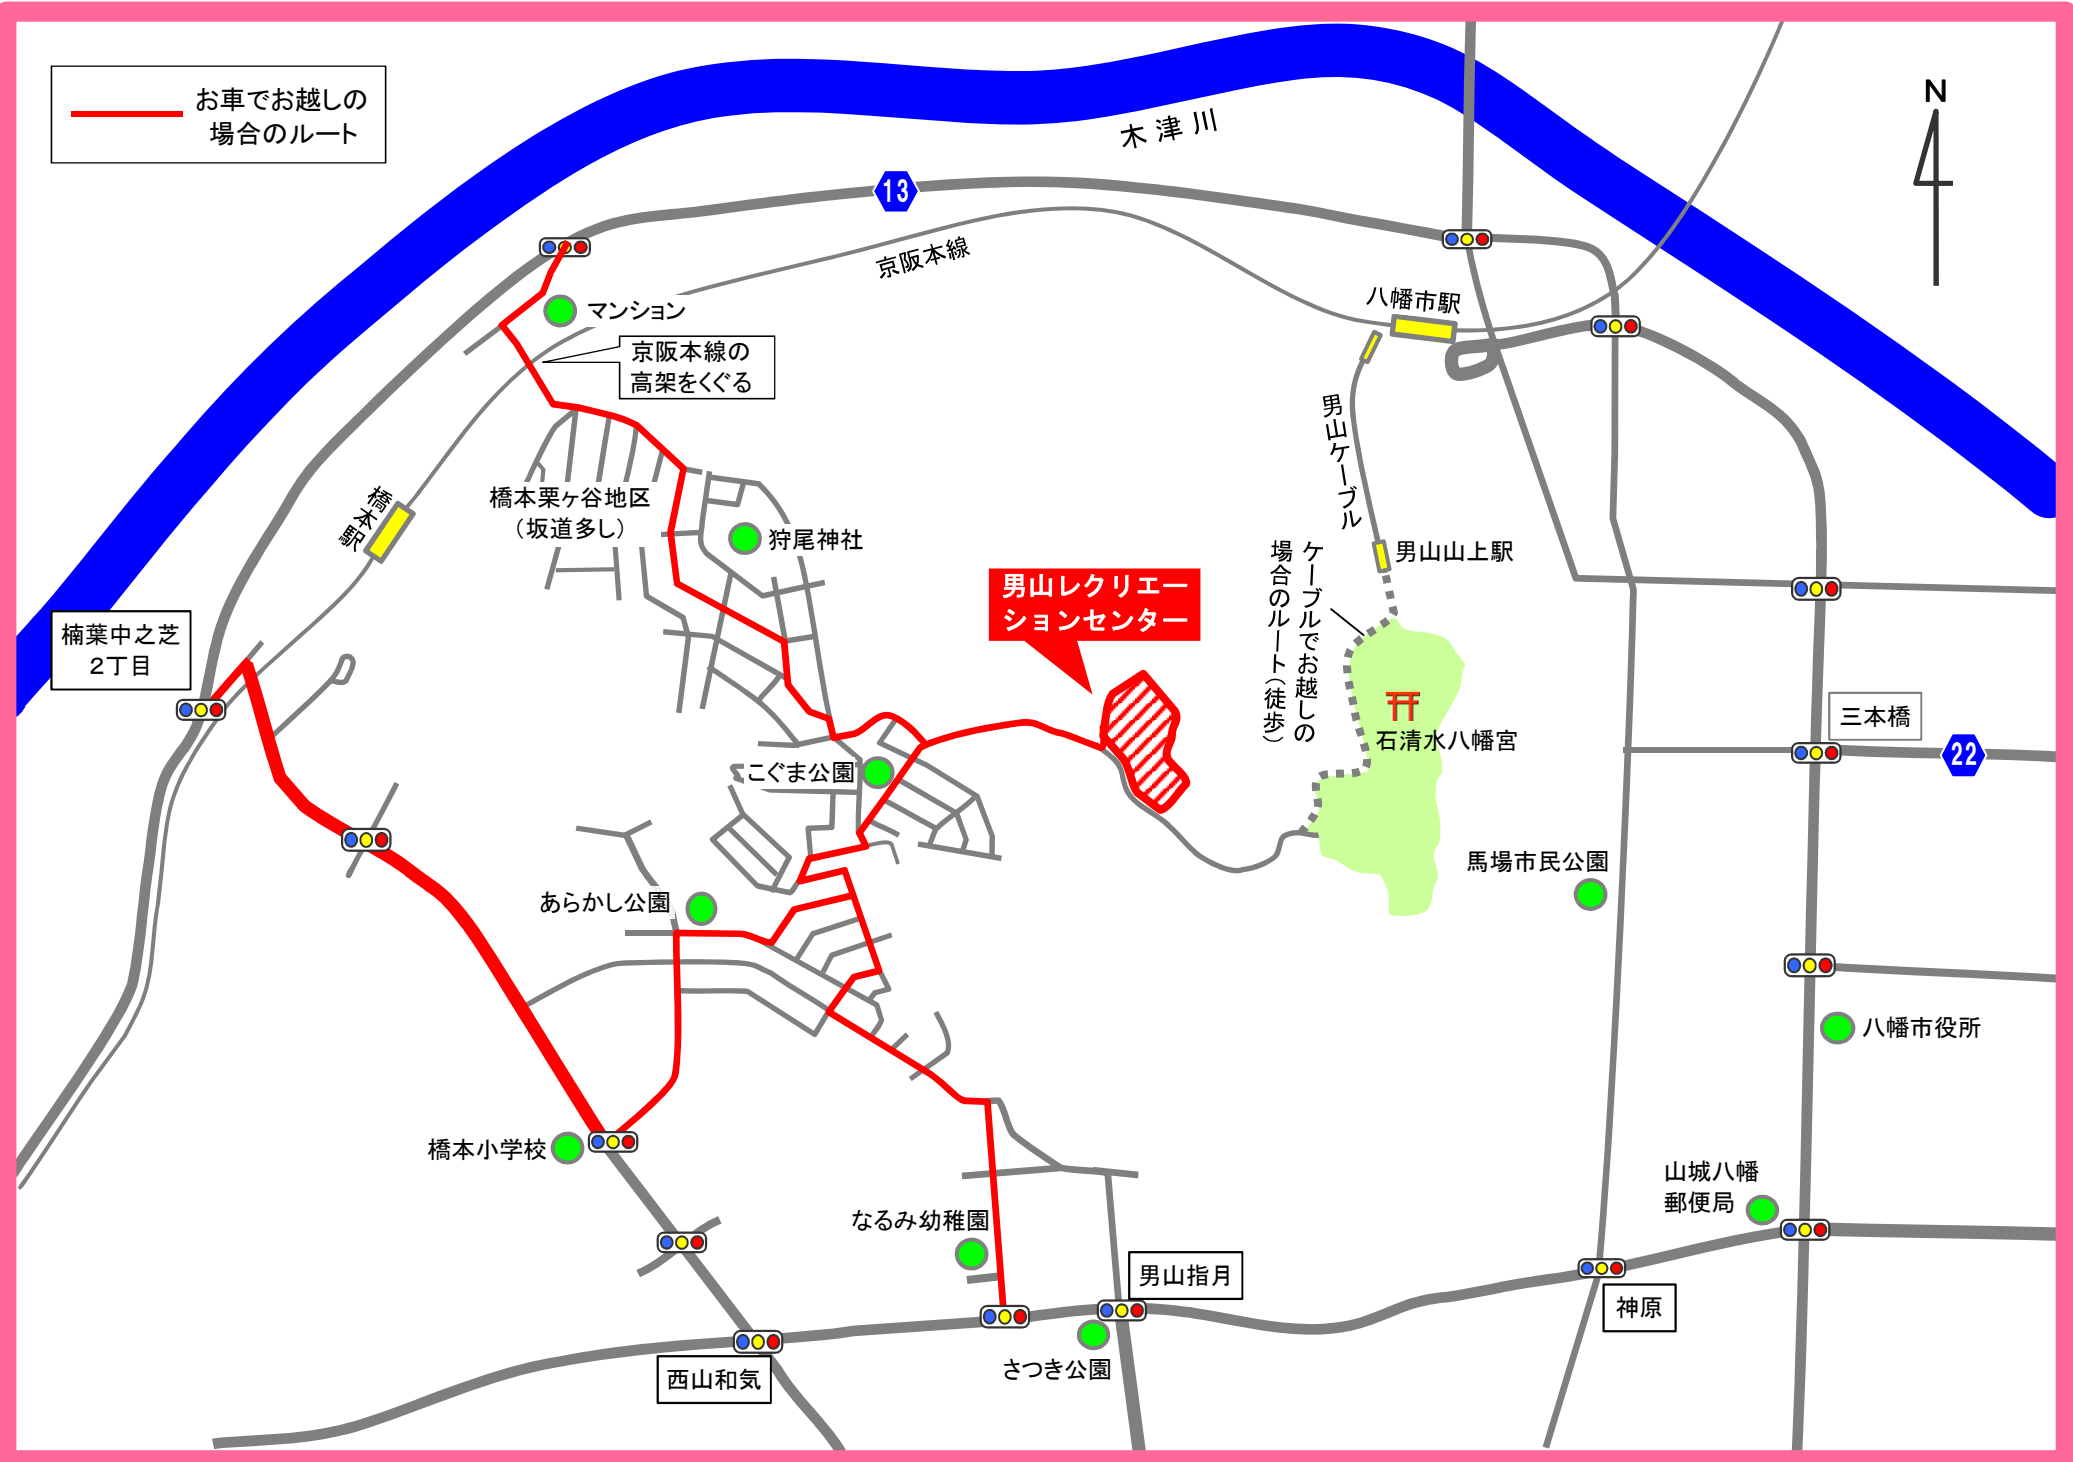 お車でお越しの
場合のルート
N
木津川
13
京阪本線
マンション
八幡市駅
京阪本線の
高架をくぐる
男山ケーブル
橋本駅
橋本栗ヶ谷地区
（坂道多し）
狩尾神社
男山山上駅
ケーブルでお越しの
場合のルート（徒歩）
男山レクリエー
ションセンター
楠葉中之芝
2丁目
三本橋
石清水八幡宮
22
こぐま公園
馬場市民公園
あらかし公園
八幡市役所
橋本小学校
山城八幡
郵便局
なるみ幼稚園
男山指月
神原
さつき公園
西山和気